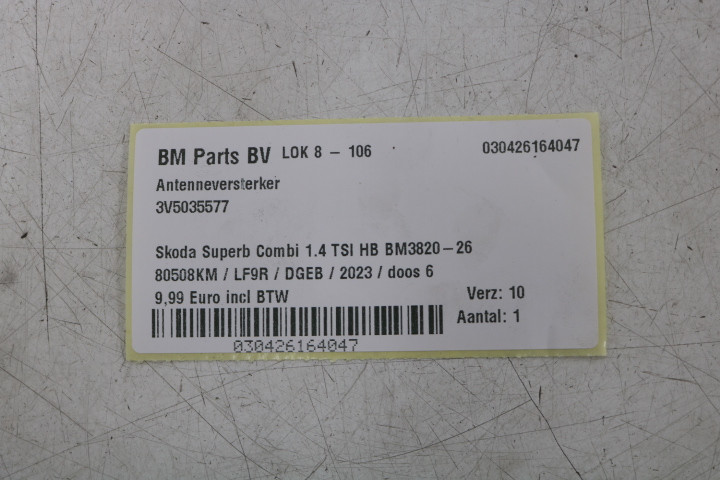 BM Parts BV LOK 8 - 106 030426164047
Antenneversterker
3V5035577
Skoda Superb Combi 1.4 TSI HB BM3820-26
80508KM / LF9R / DGEB / 2023 / doos 6
9,99 Euro incl BTW Verz: 10
Aantal: 1
030426164047